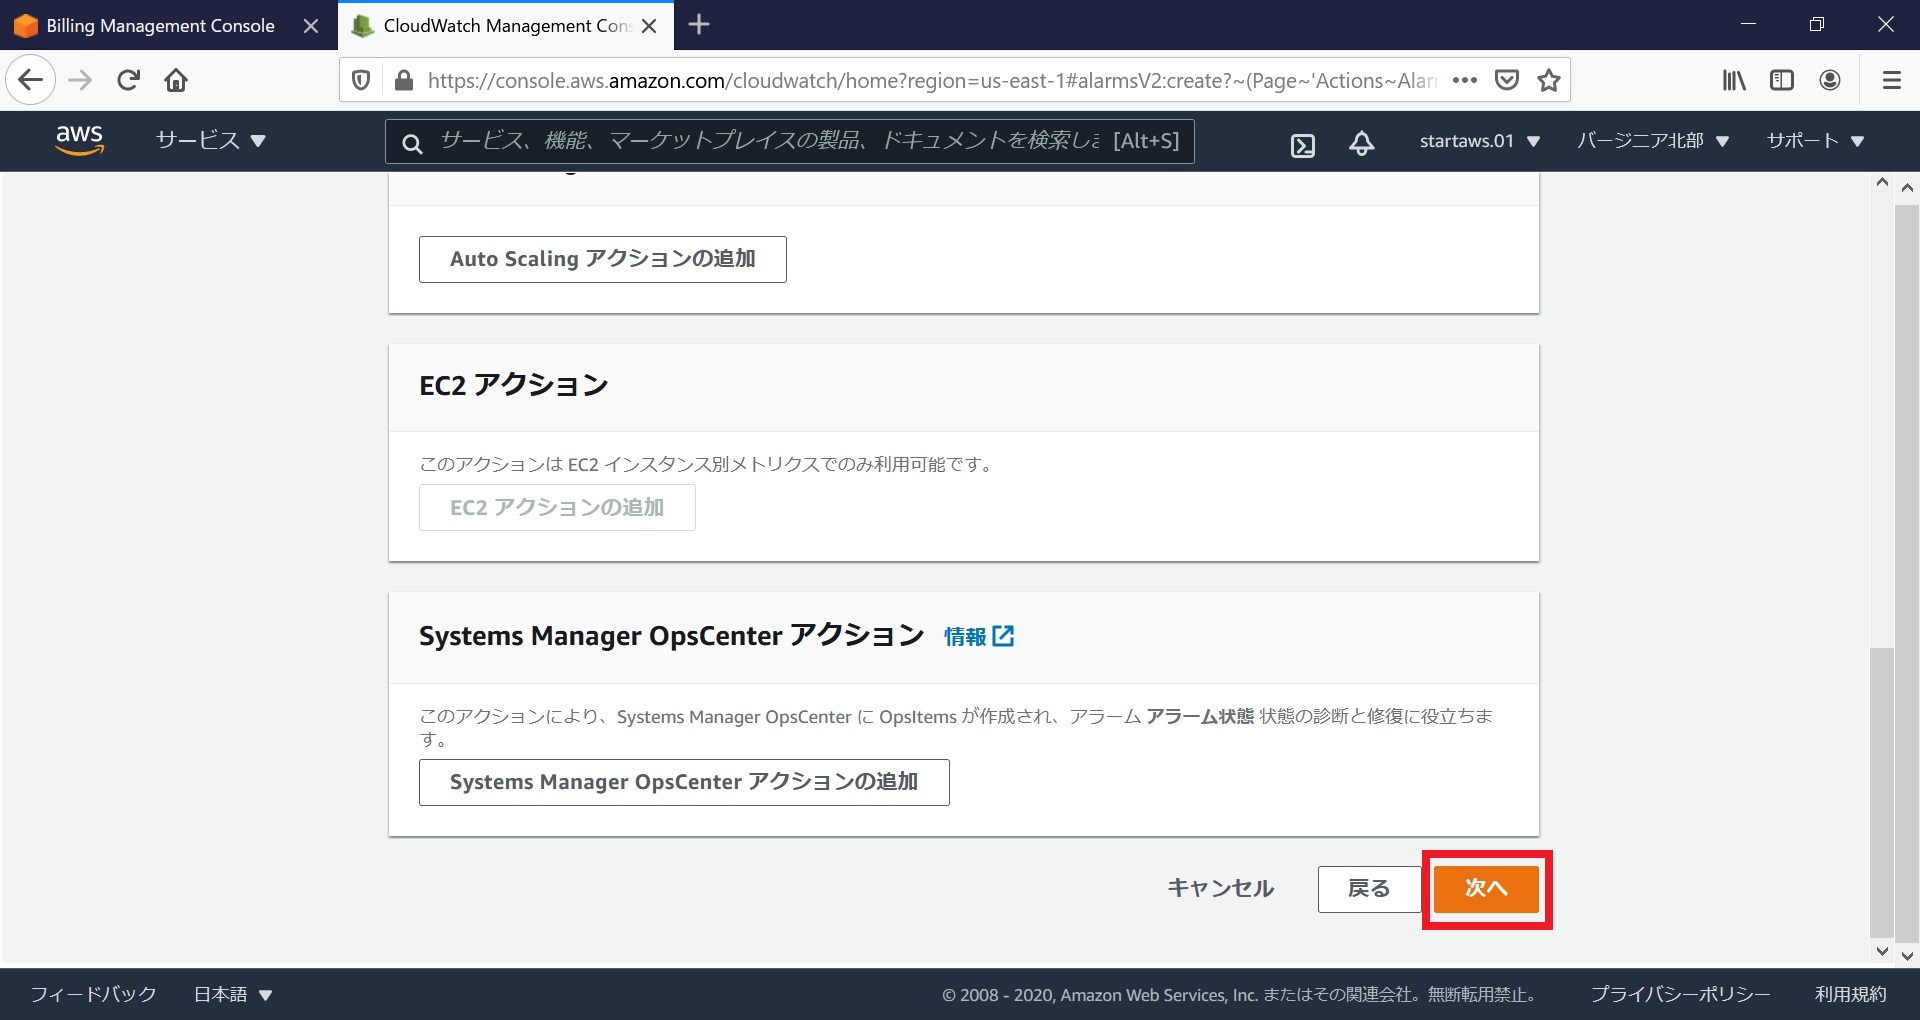 Billing Management Console
CloudWatch Management Con
https://console.aws.amazon.com/cloudwatch/home?region=us-east-1#alarmsV2:create?~(Page~'Actions~Alar
aws
サービス
サービス、機能、マーケットプレイスの製品、ドキュメントを検索しま [Alt+S]
startaws.01
バージニア北部
サポート
Auto Scaling アクションの追加
EC2 アクション
このアクションは EC2 インスタンス別メトリクスでのみ利用可能です。
EC2 アクションの追加
Systems Manager OpsCenter アクション 情報
このアクションにより、Systems Manager OpsCenter に OpsItems が作成され、アラーム アラーム状態 状態の診断と修復に役立ちま
す。
Systems Manager OpsCenter アクションの追加
キャンセル
戻る
次へ
フィードバック
日本語
© 2008 - 2020, Amazon Web Services, Inc. またはその関連会社。無断転用禁止。
プライバシーポリシー
利用規約